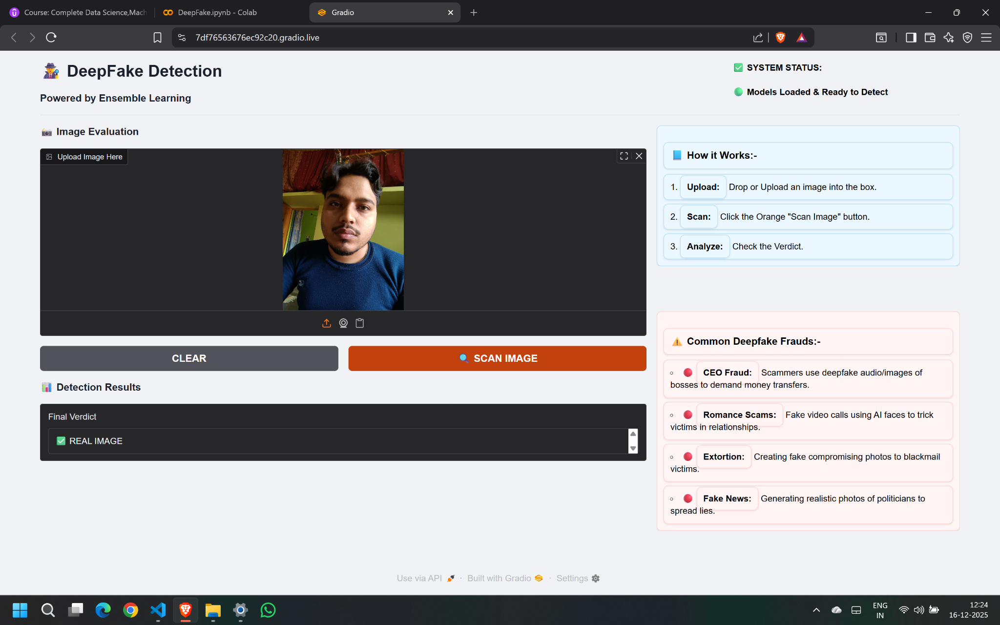 Course: Complete Data Science,Mach
DeepFake.ipynb - Colab
Gradio
7df76563676ec92c20.gradio.live
DeepFake Detection
Powered by Ensemble Learning
SYSTEM STATUS:
Models Loaded & Ready to Detect
Image Evaluation
Upload Image Here
CLEAR
SCAN IMAGE
Detection Results
Final Verdict
REAL IMAGE
How it Works:-
1. Upload: Drop or Upload an image into the box.
2. Scan: Click the Orange "Scan Image" button.
3. Analyze: Check the Verdict.
Common Deepfake Frauds:-
CEO Fraud: Scammers use deepfake audio/images of
bosses to demand money transfers.
Romance Scams: Fake video calls using AI faces to trick
victims in relationships.
Extortion: Creating fake compromising photos to blackmail
victims.
Fake News: Generating realistic photos of politicians to
spread lies.
Use via API · Built with Gradio · Settings
ENG
IN
12:24
16-12-2025